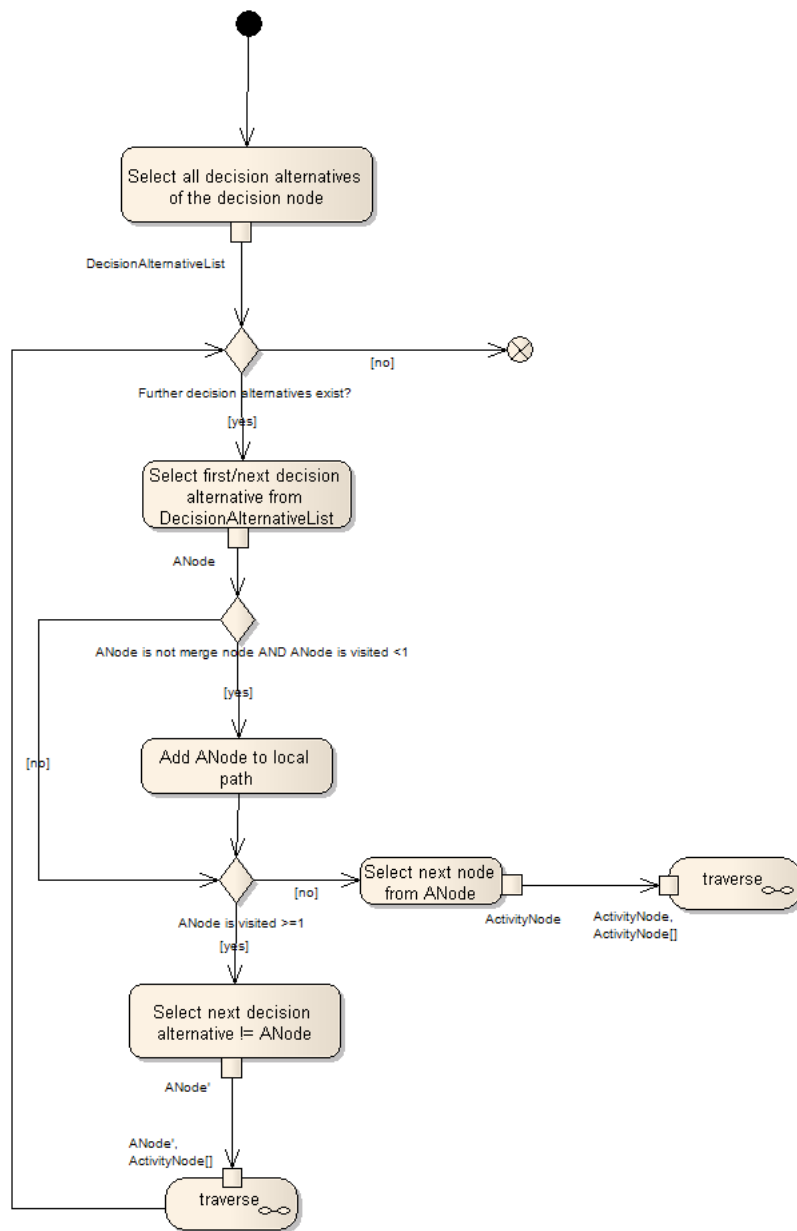 Select all decision alternatives
of the decision node
DecisionAlternativeList
[no]
Further decision alternatives exist?
[yes]
Select first/next decision
alternative from
DecisionAlternativeList
ANode
ANode is not merge node AND ANode is visited <1
[yes]
[no]
Add ANode to local
path
Select next node
from ANode
traverse
[no]
ActivityNode
ActivityNode,
ActivityNode[]
ANode is visited >=1
[yes]
Select next decision
alternative != ANode
ANode'
ANode',
ActivityNode[]
traverse